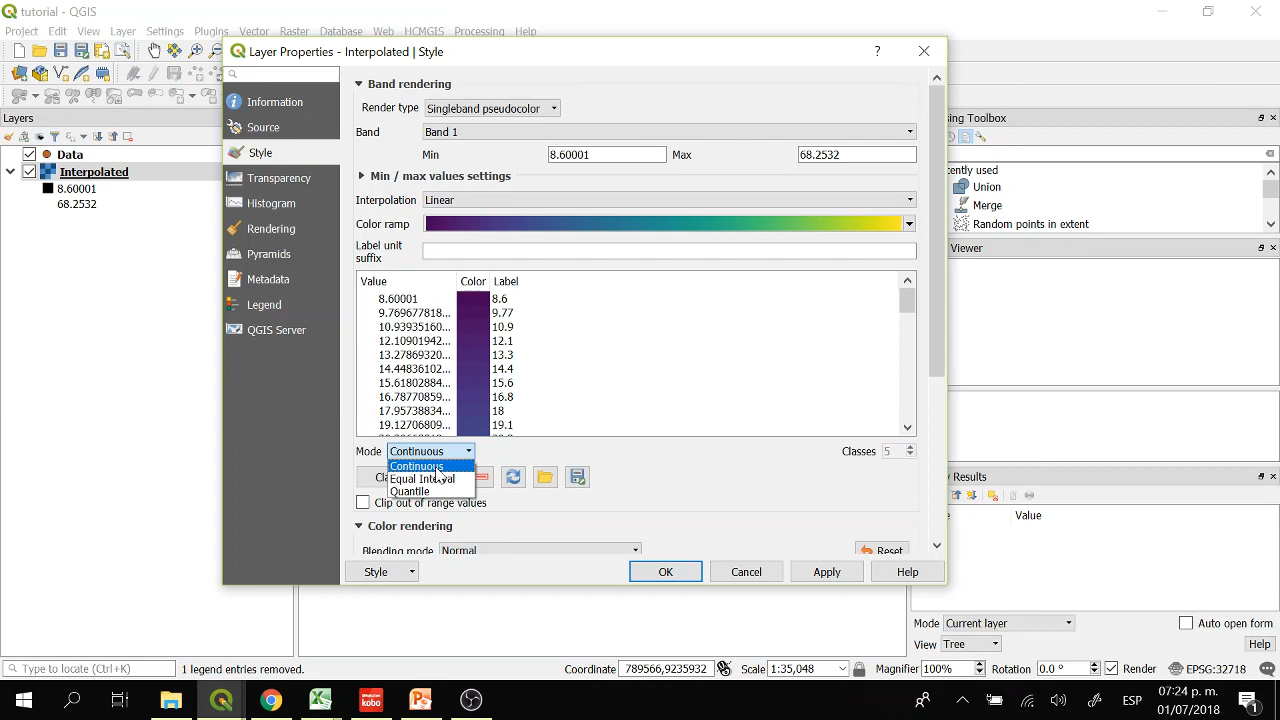 tutorial - QGIS
Project Edit View Layer Settings Plugins Vector Raster Database Web HCMGIS Processing Help
Layer Properties - Interpolated | Style
Information
Source
Style
Transparency
Histogram
Rendering
Pyramids
Metadata
Legend
QGIS Server
Layers
Data
Interpolated
8.60001
68.2532
Band rendering
Render type Singleband pseudocolor
Band Band 1
Min 8.60001 Max 68.2532
Min / max values settings
Interpolation Linear
Color ramp
Label unit
suffix
Value Color Label
8.60001 8.6
9.769677818... 9.77
10.93935160... 10.9
12.10901942... 12.1
13.27869320... 13.3
14.44836102... 14.4
15.61802884... 15.6
16.78770859... 16.8
17.95738834... 18
19.12706809... 19.1
Mode Continuous Classes 5
Continuous
Equal Interval
Quantile
Clip out of range values
Color rendering
Blending mode Normal Reset
Style OK Cancel Apply Help
ing Toolbox
cently used
Union
Merge
Random points in extent
Viewer
Results
Value
Mode Current layer Auto open form
View Tree Help
Type to locate (Ctrl+K) 1 legend entries removed. Coordinate 789566,9235932 Scale 1:35,048 Magnifier 100% Rotation 0.0 ° Render EPSG:32718
Rakuten
kobo
ESP
07:24 p. m.
01/07/2018
1